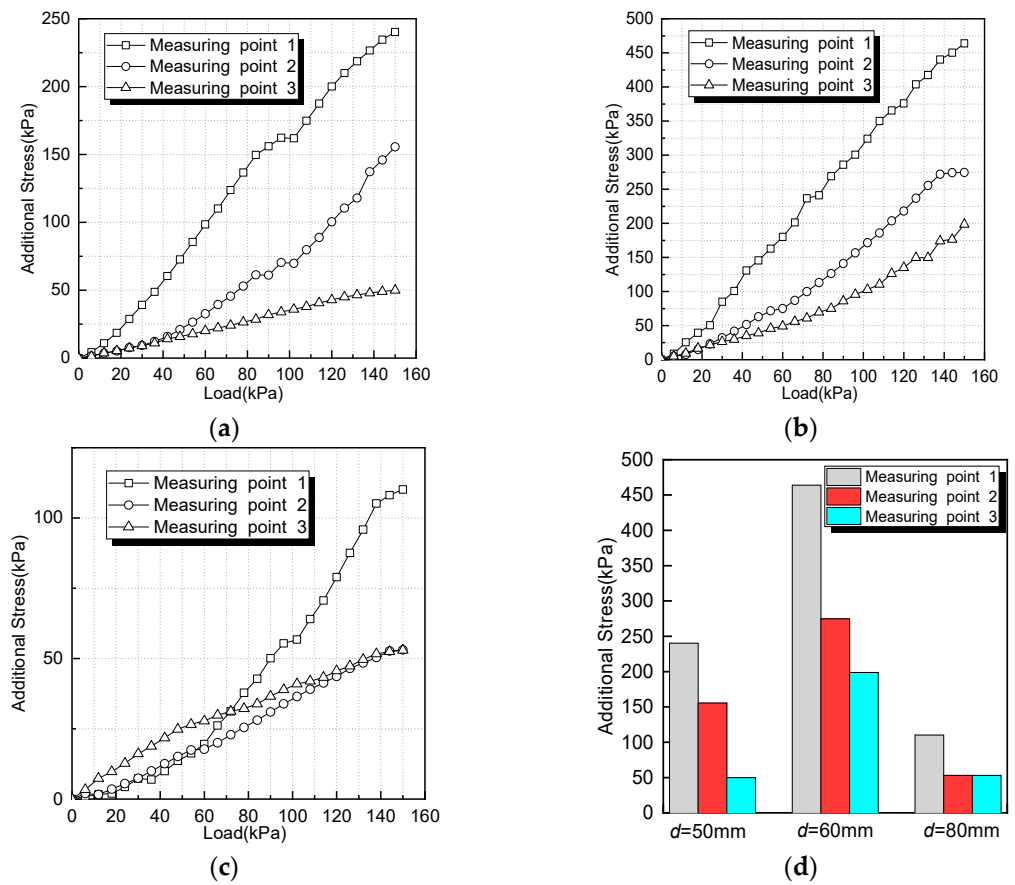 250
200
150
100
50
0
Additional Stress(kPa)
Measuring point 1
Measuring point 2
Measuring point 3
0 20 40 60 80 100 120 140 160
Load(kPa)
(a)
500
450
400
350
300
250
200
150
100
50
0
Additional Stress(kPa)
Measuring point 1
Measuring point 2
Measuring point 3
0 20 40 60 80 100 120 140 160
Load(kPa)
(b)
100
50
0
Additional Stress(kPa)
Measuring point 1
Measuring point 2
Measuring point 3
0 20 40 60 80 100 120 140 160
Load(kPa)
(c)
500
450
400
350
300
250
200
150
100
50
0
Additional Stress(kPa)
Measuring point 1
Measuring point 2
Measuring point 3
d=50mm d=60mm d=80mm
(d)